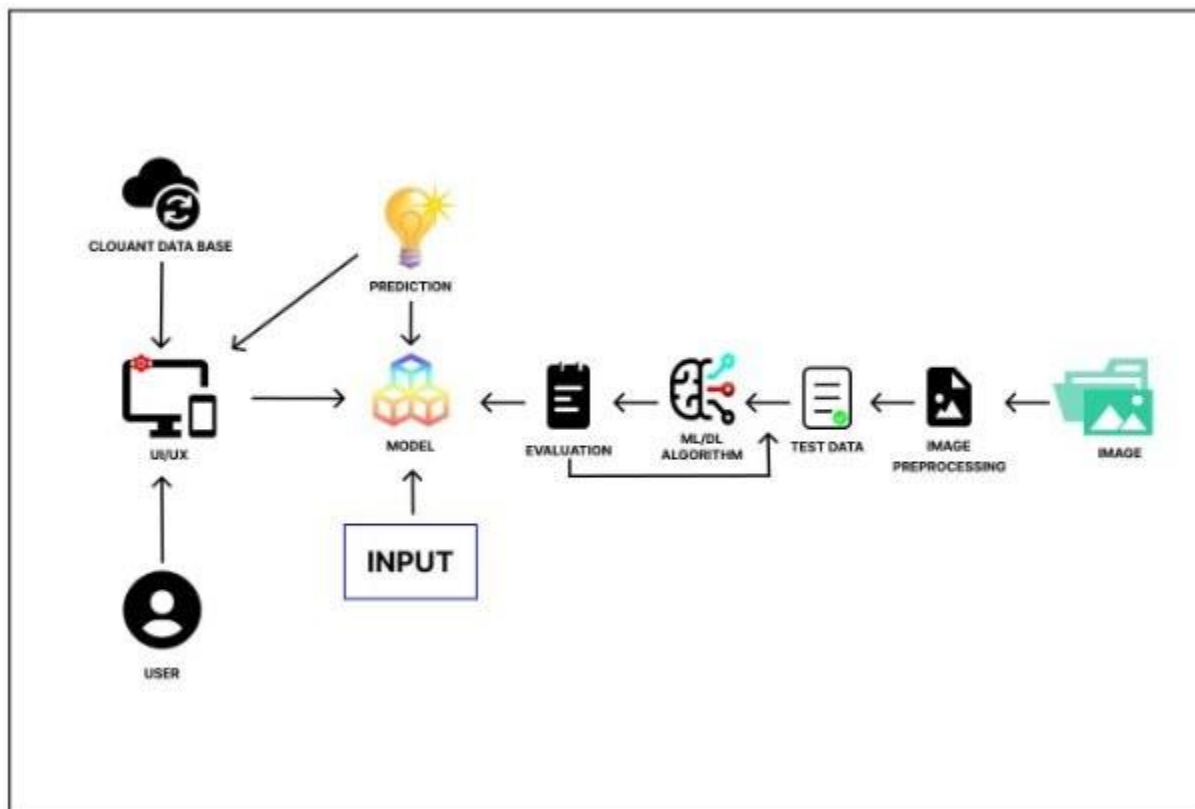 CLOUANT DATA BASE
PREDICTION
UI/UX
MODEL
EVALUATION
ML/DL
ALGORITHM
TEST DATA
IMAGE
PREPROCESSING
IMAGE
INPUT
USER